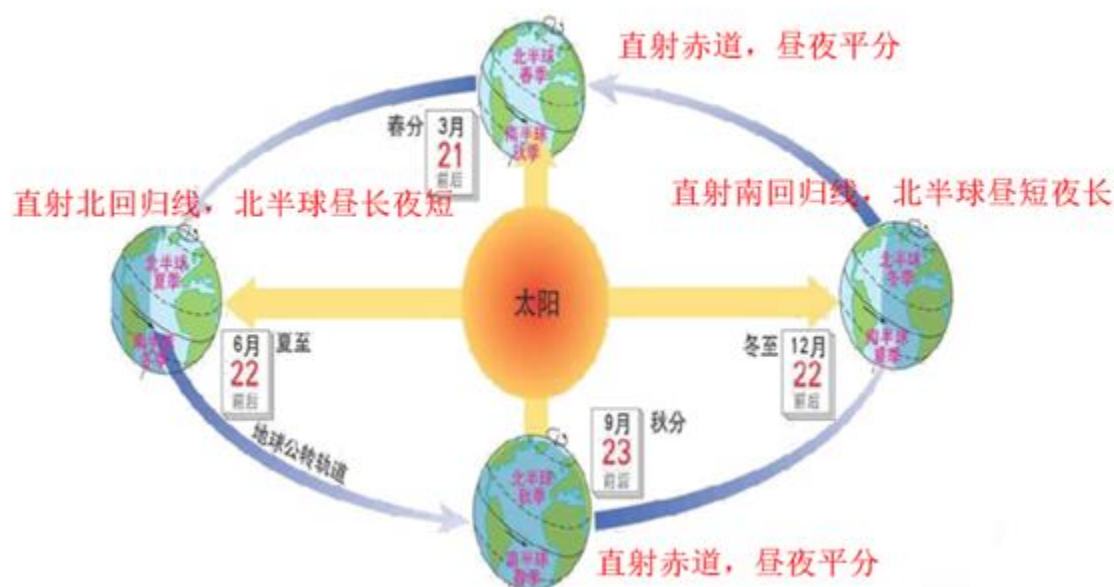 直射赤道，昼夜平分
北半球
春季
南半球
秋季
春分
3月
21
前后
直射北回归线，北半球昼长夜短
直射南回归线，北半球昼短夜长
北半球
夏季
南半球
冬季
太阳
北半球
冬季
南半球
夏季
6月
22
前后
夏至
冬至
12月
22
前后
地球公转轨道
9月
23
前后
秋分
北半球
秋季
南半球
春季
直射赤道，昼夜平分